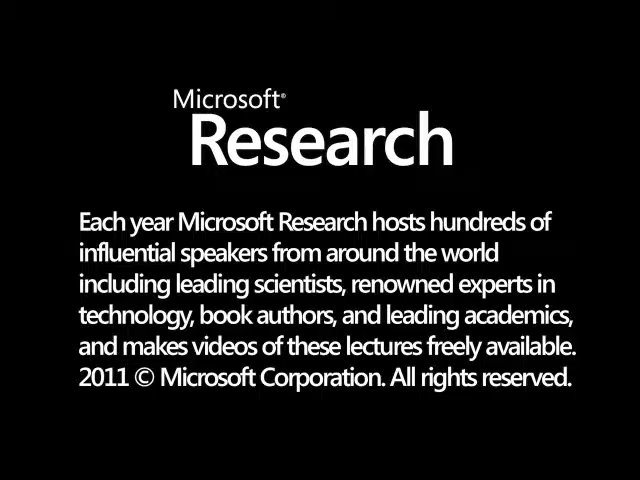 Microsoft®
Research
Each year Microsoft Research hosts hundreds of
influential speakers from around the world
including leading scientists, renowned experts in
technology, book authors, and leading academics,
and makes videos of these lectures freely available.
2011 © Microsoft Corporation. All rights reserved.